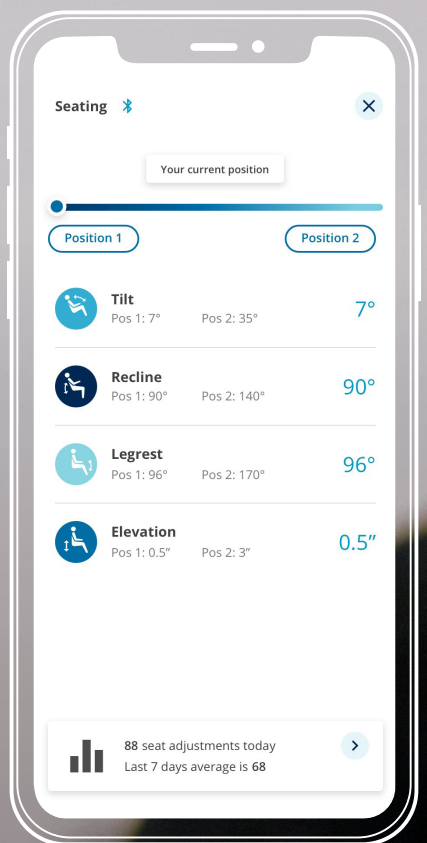 Seating
Your current position
Position 1 Position 2
Tilt
Pos 1: 7° Pos 2: 35° 7°
Recline
Pos 1: 90° Pos 2: 140° 90°
Legrest
Pos 1: 96° Pos 2: 170° 96°
Elevation
Pos 1: 0.5” Pos 2: 3” 0.5”
88 seat adjustments today
Last 7 days average is 68